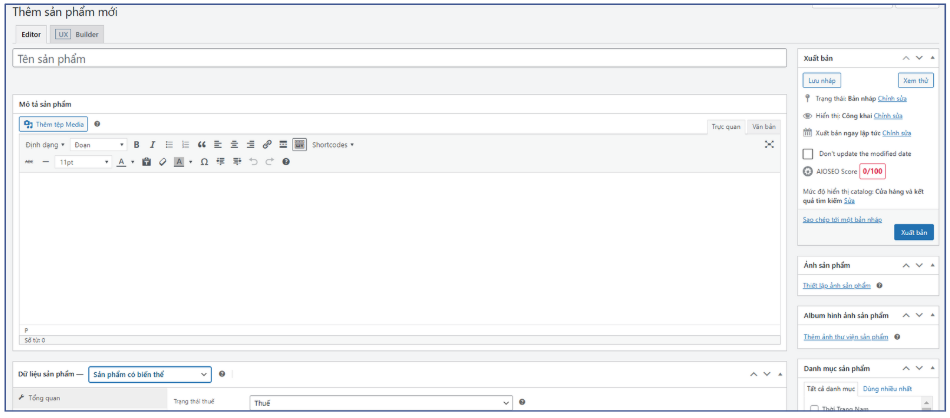 Thêm sản phẩm mới
Editor
UX Builder
Tên sản phẩm
Mô tả sản phẩm
Thêm tệp Media
Trực quan
Văn bản
Định dạng
Đoạn
B I
Shortcodes
ABC
11pt
A
A
Ω
P
Số từ: 0
Dữ liệu sản phẩm —
Sản phẩm có biến thể
Tổng quan
Trạng thái thuế
Thuế
Xuất bản
Lưu nháp
Xem thử
Trạng thái: Bản nháp Chỉnh sửa
Hiển thị: Công khai Chỉnh sửa
Xuất bản ngay lập tức Chỉnh sửa
Don't update the modified date
AIOSEO Score 0/100
Mức độ hiển thị catalog: Cửa hàng và kết
quả tìm kiếm Sửa
Sao chép tới một bản nháp
Xuất bản
Ảnh sản phẩm
Thiết lập ảnh sản phẩm
Album hình ảnh sản phẩm
Thêm ảnh thư viện sản phẩm
Danh mục sản phẩm
Tất cả danh mục
Dùng nhiều nhất
Thời Trang Nam